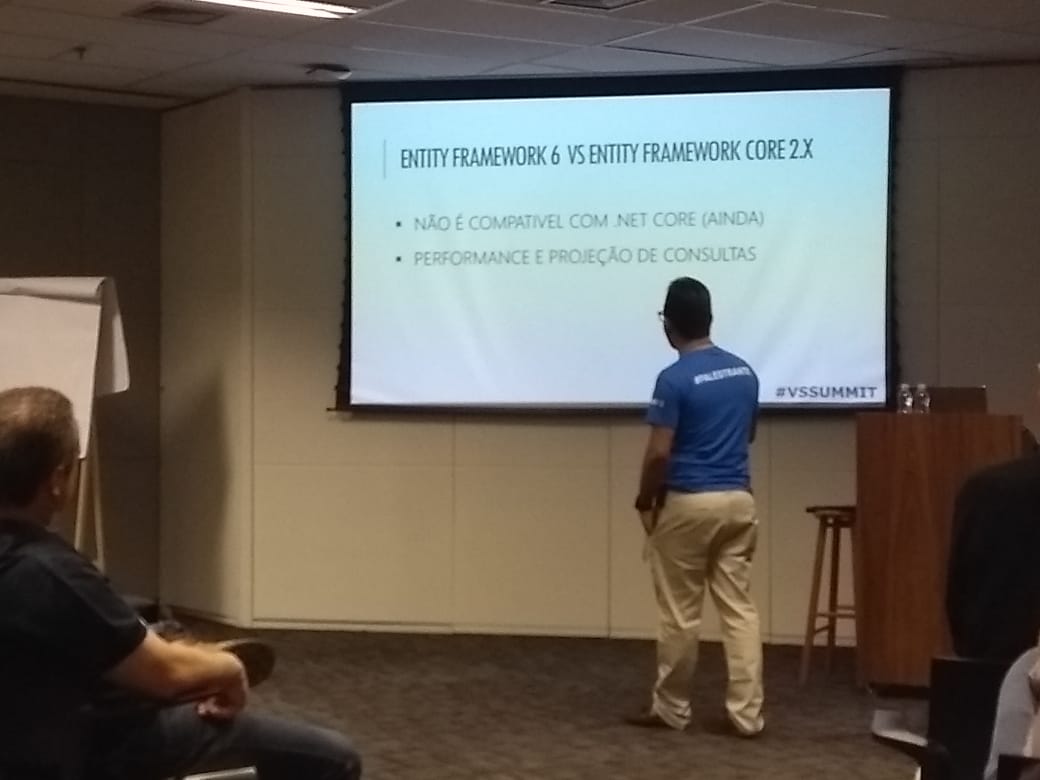 ENTITY FRAMEWORK 6 VS ENTITY FRAMEWORK CORE 2.X
▪ NÃO É COMPATIVEL COM .NET CORE (AINDA)
▪ PERFORMANCE E PROJEÇÃO DE CONSULTAS
#PALESTRANTE
#VSSUMMIT